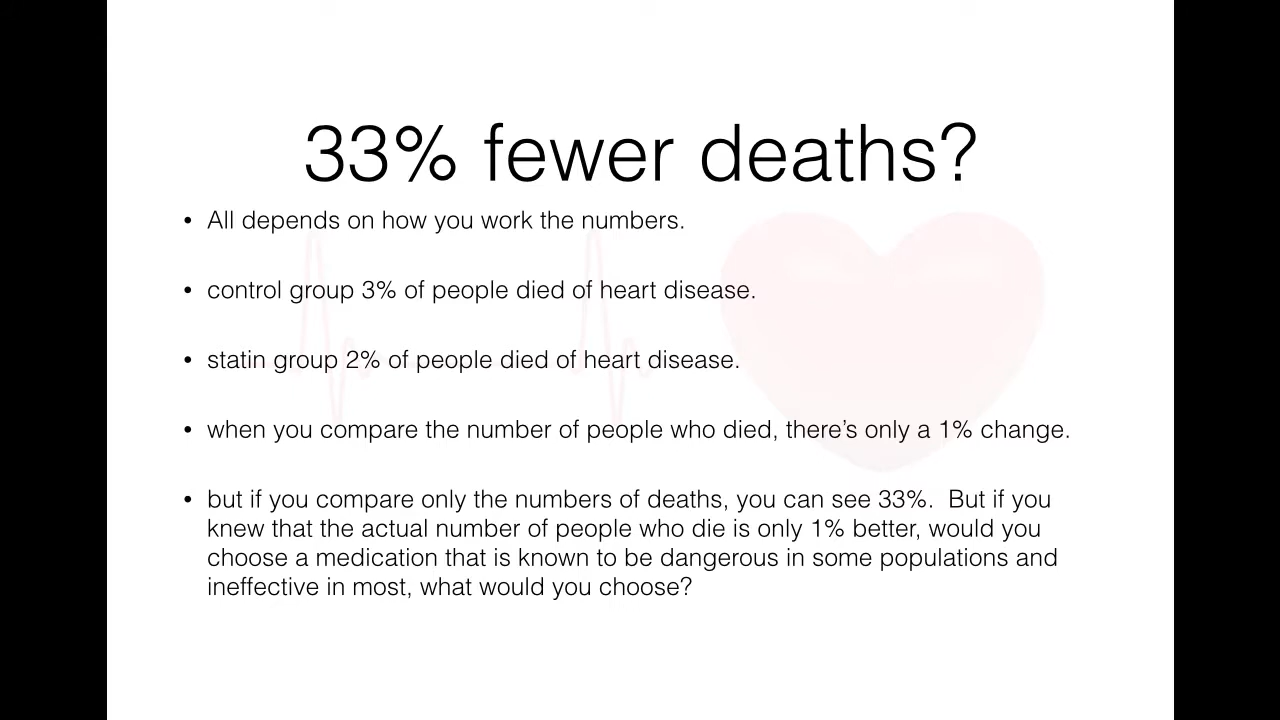 33% fewer deaths?
• All depends on how you work the numbers.
• control group 3% of people died of heart disease.
• statin group 2% of people died of heart disease.
• when you compare the number of people who died, there’s only a 1% change.
• but if you compare only the numbers of deaths, you can see 33%.  But if you
knew that the actual number of people who die is only 1% better, would you
choose a medication that is known to be dangerous in some populations and
ineffective in most, what would you choose?